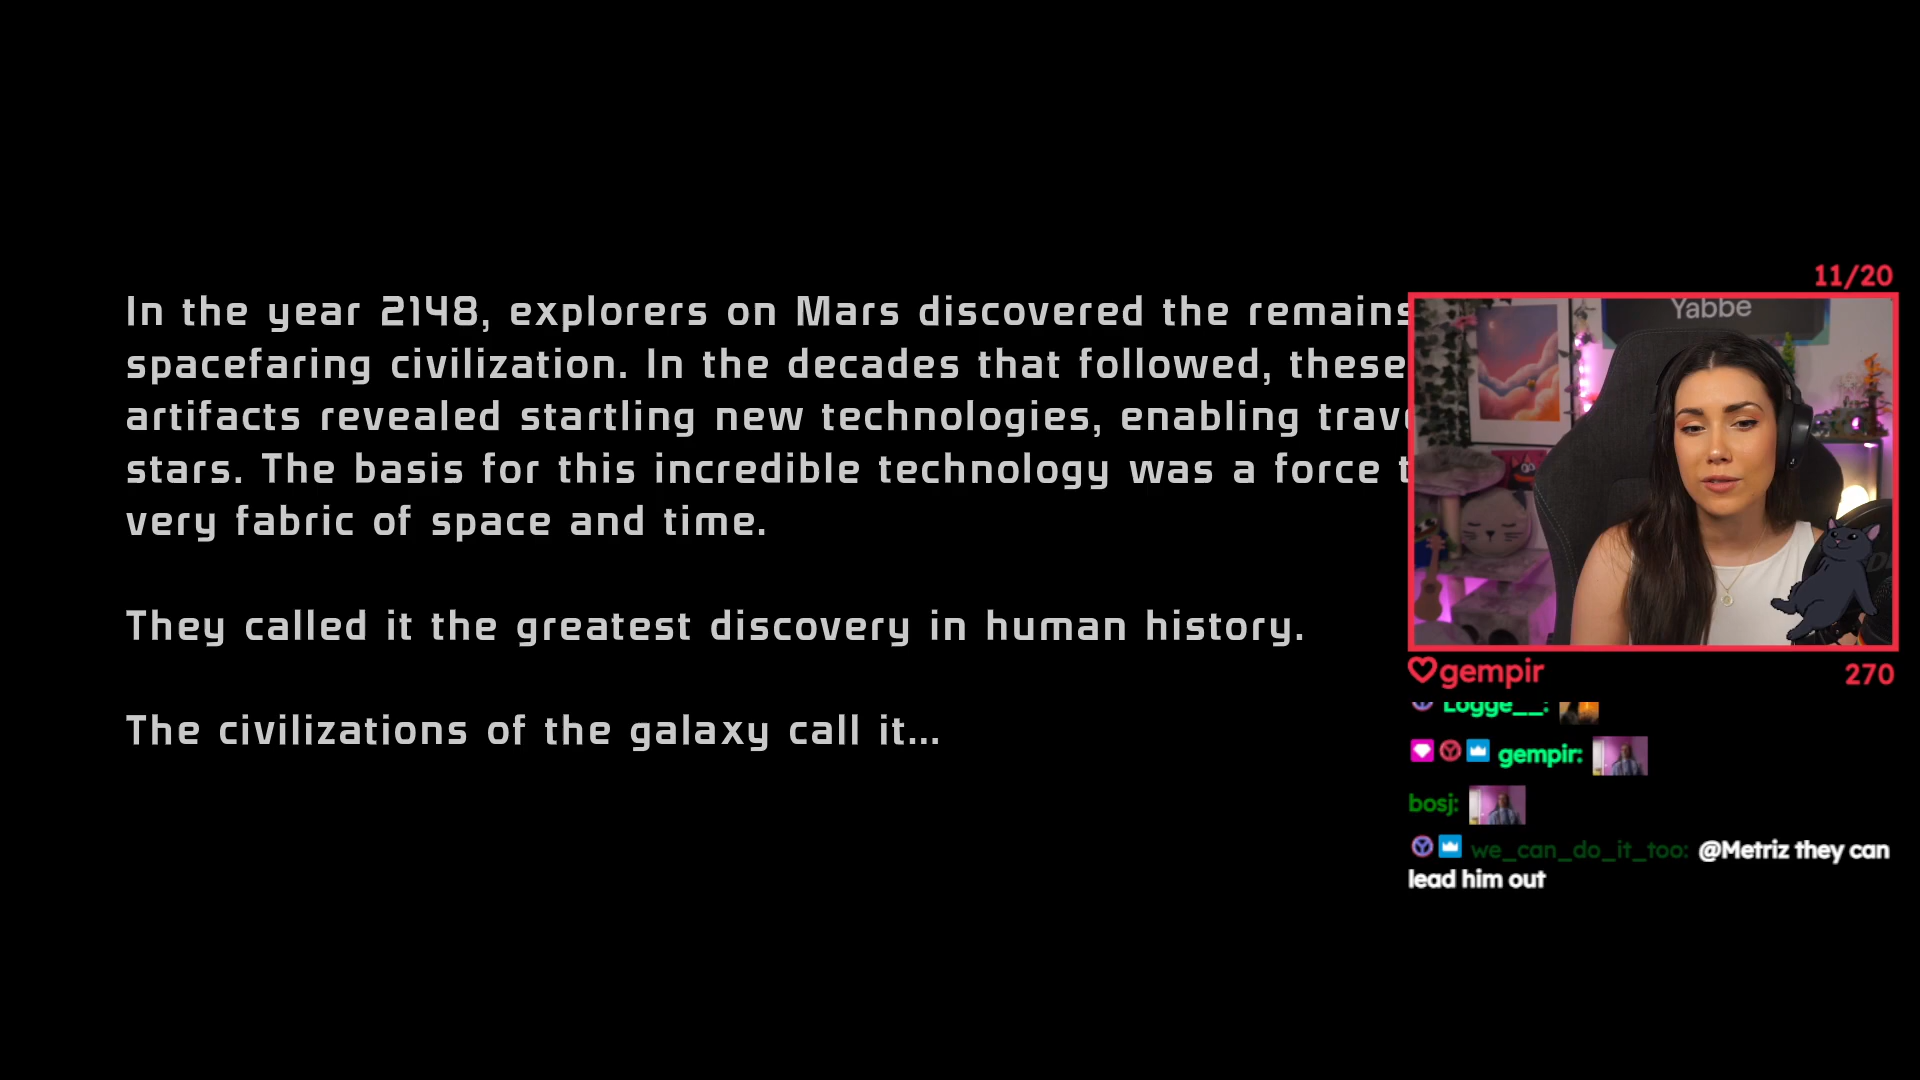 In the year 2148, explorers on Mars discovered the remains
spacefaring civilization. In the decades that followed, these
artifacts revealed startling new technologies, enabling
stars. The basis for this incredible technology was a force
very fabric of space and time.
They called it the greatest discovery in human history.
The civilizations of the galaxy call it...
11/20
Yabbe
gempir
270
Logge__:
gempir:
bosj:
we_can_do_it_too: @Metriz they can
lead him out